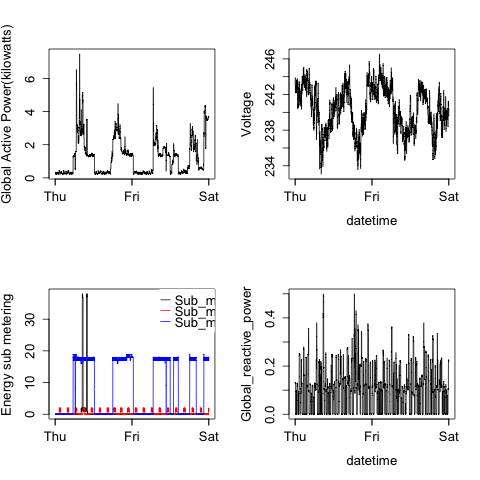 Global Active Power(kilowatts)
0 2 4 6
Thu Fri Sat
Voltage
234 238 242 246
Thu Fri Sat
datetime
Energy sub metering
0 10 20 30
Sub_m
Sub_m
Sub_m
Thu Fri Sat
Global_reactive_power
0.0 0.2 0.4
Thu Fri Sat
datetime